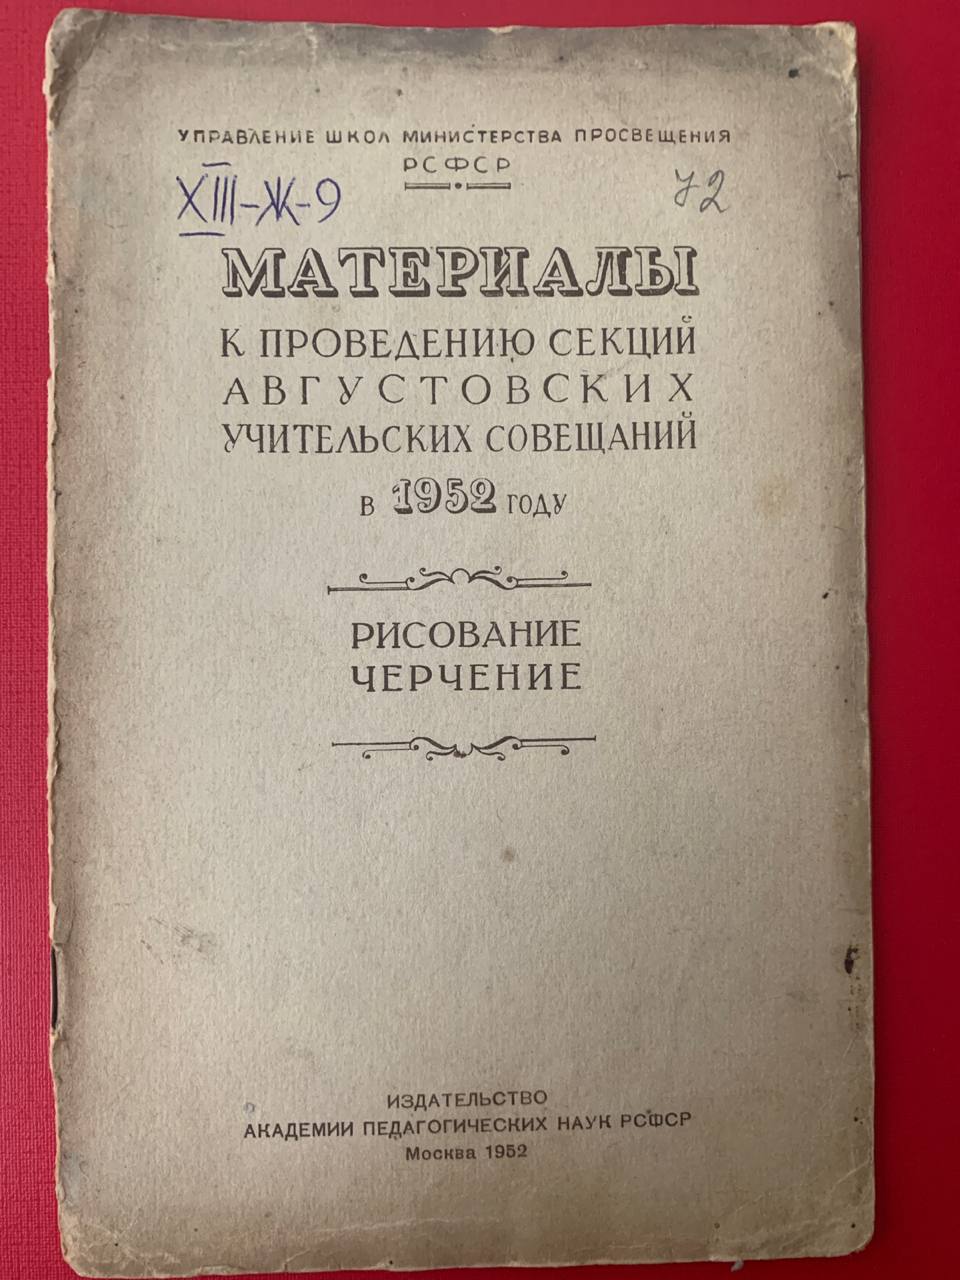 УПРАВЛЕНИЕ ШКОЛ МИНИСТЕРСТВА ПРОСВЕЩЕНИЯ
РСФСР
XIII-Ж-9
72
МАТЕРИАЛЫ
К ПРОВЕДЕНИЮ СЕКЦИЙ
АВГУСТОВСКИХ
УЧИТЕЛЬСКИХ СОВЕЩАНИЙ
В 1952 ГОДУ
РИСОВАНИЕ
ЧЕРЧЕНИЕ
ИЗДАТЕЛЬСТВО
АКАДЕМИИ ПЕДАГОГИЧЕСКИХ НАУК РСФСР
Москва 1952